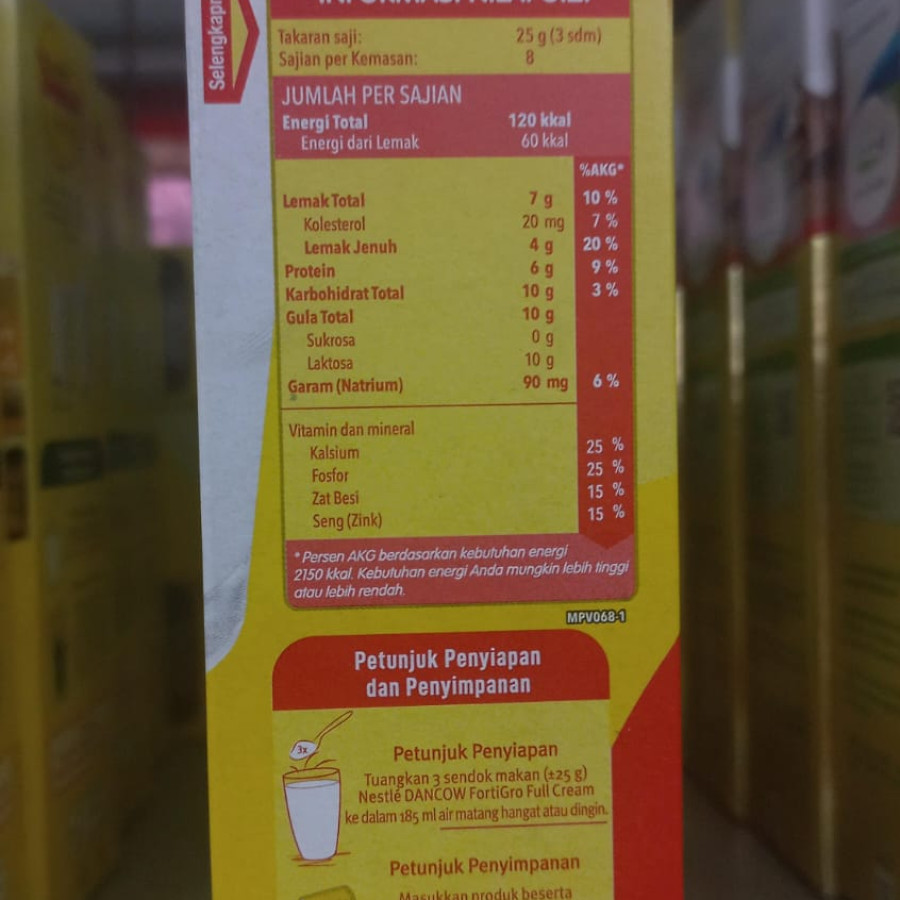 Selengkapn
INFORMASI NILAI GIZI
Takaran saji: 25 g (3 sdm)
Sajian per Kemasan: 8
JUMLAH PER SAJIAN
Energi Total 120 kkal
Energi dari Lemak 60 kkal
%AKG*
Lemak Total 7 g 10 %
Kolesterol 20 mg 7 %
Lemak Jenuh 4 g 20 %
Protein 6 g 9 %
Karbohidrat Total 10 g 3 %
Gula Total 10 g
Sukrosa 0 g
Laktosa 10 g
Garam (Natrium) 90 mg 6 %
Vitamin dan mineral
Kalsium 25 %
Fosfor 25 %
Zat Besi 15 %
Seng (Zink) 15 %
* Persen AKG berdasarkan kebutuhan energi
2150 kkal. Kebutuhan energi Anda mungkin lebih tinggi
atau lebih rendah.
MPV068-1
Petunjuk Penyiapan
dan Penyimpanan
3x
Petunjuk Penyiapan
Tuangkan 3 sendok makan (±25 g)
Nestlé DANCOW FortiGro Full Cream
ke dalam 185 ml air matang hangat atau dingin.
Petunjuk Penyimpanan
Masukkan produk beserta